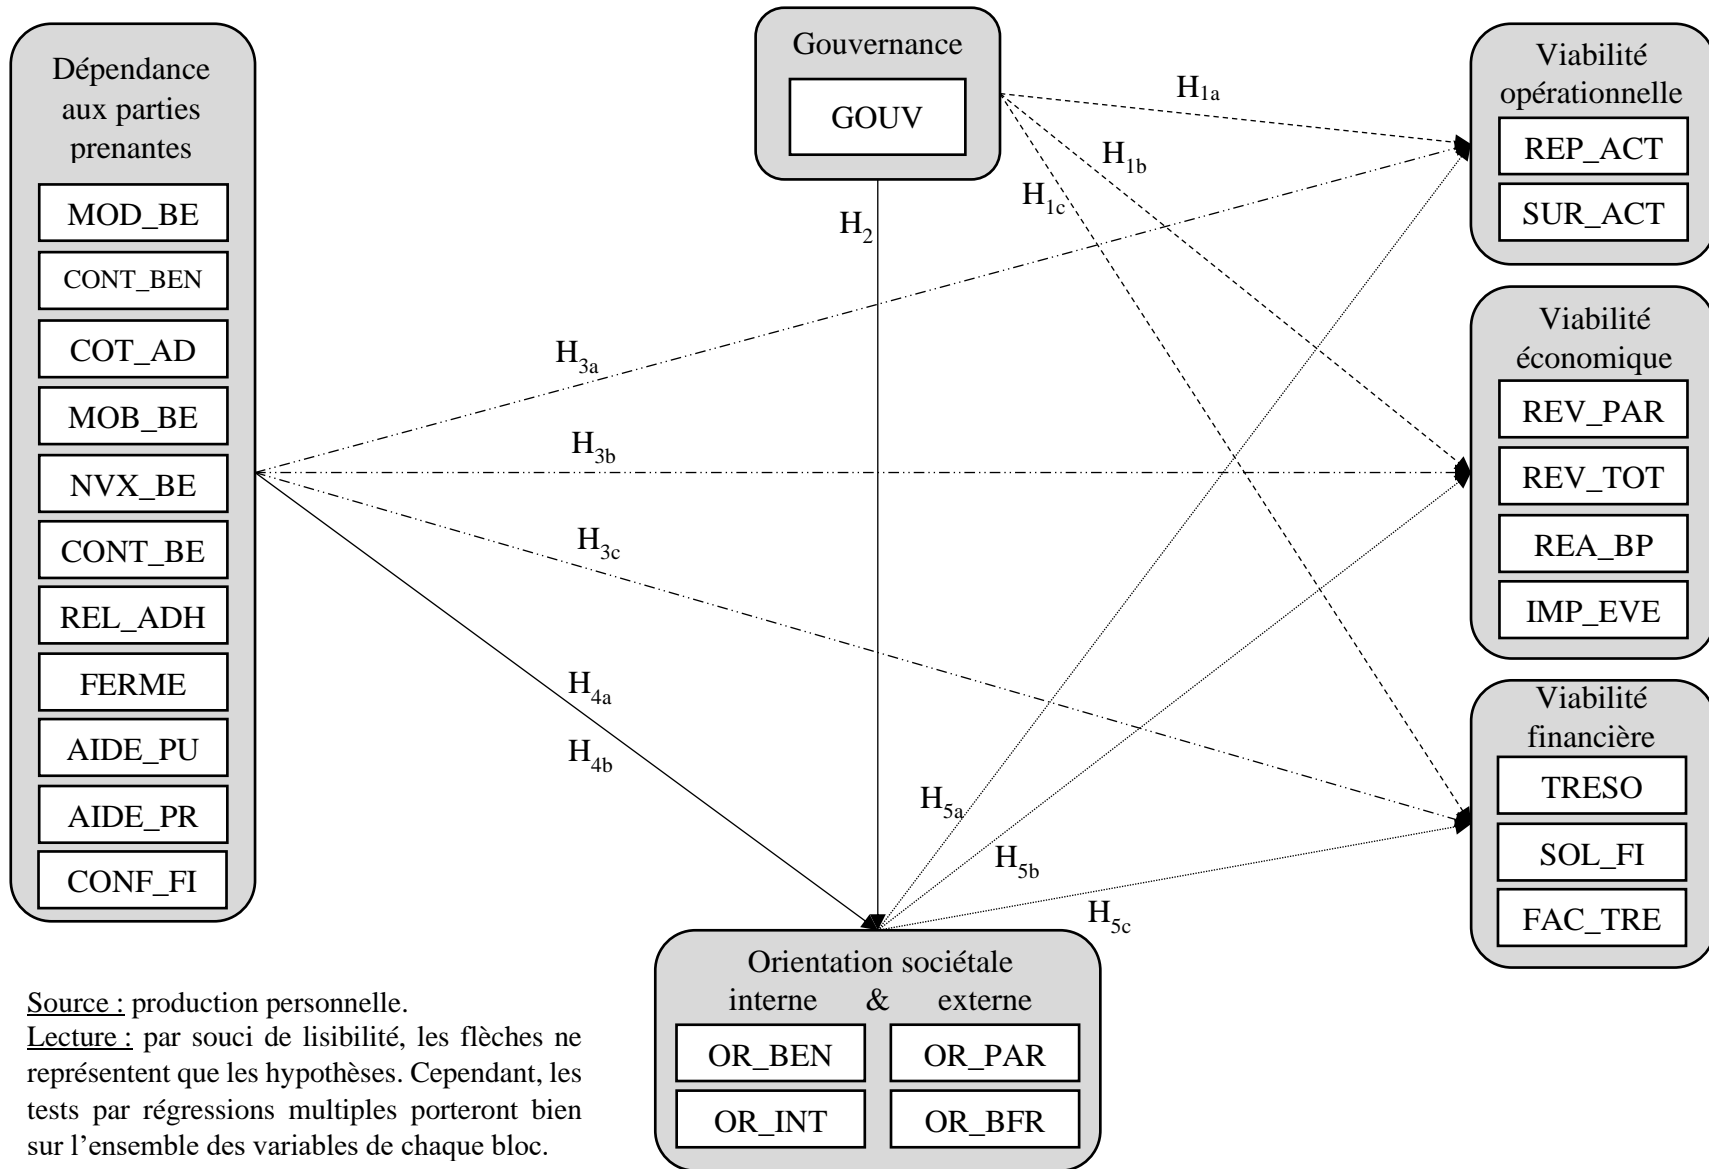 Dépendance
aux parties
prenantes
MOD_BE
CONT_BEN
COT_AD
MOB_BE
NVX_BE
CONT_BE
REL_ADH
FERME
AIDE_PU
AIDE_PR
CONF_FI
Gouvernance
GOUV
H1a
H1b
H1c
H2
H3a
H3b
H3c
H4a
H4b
H5a
H5b
H5c
Viabilité
opérationnelle
REP_ACT
SUR_ACT
Viabilité
économique
REV_PAR
REV_TOT
REA_BP
IMP_EVE
Viabilité
financière
TRESO
SOL_FI
FAC_TRE
Orientation sociétale
interne & externe
OR_BEN OR_PAR
OR_INT OR_BFR
Source : production personnelle.
Lecture : par souci de lisibilité, les flèches ne
représentent que les hypothèses. Cependant, les
tests par régressions multiples porteront bien
sur l’ensemble des variables de chaque bloc.